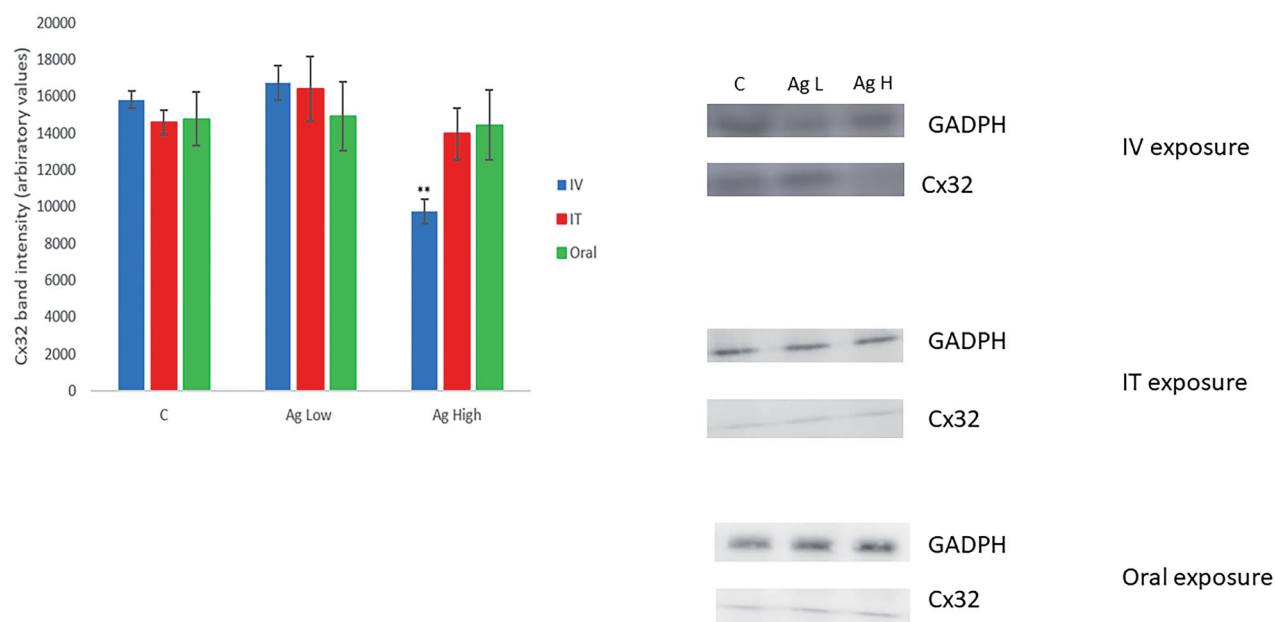 Cx32 band intensity (arbiratory values)
20000
18000
16000
14000
12000
10000
8000
6000
4000
2000
0
**
C
Ag Low
Ag High
IV
IT
Oral
C Ag L Ag H
GADPH
Cx32
IV exposure
GADPH
Cx32
IT exposure
GADPH
Cx32
Oral exposure